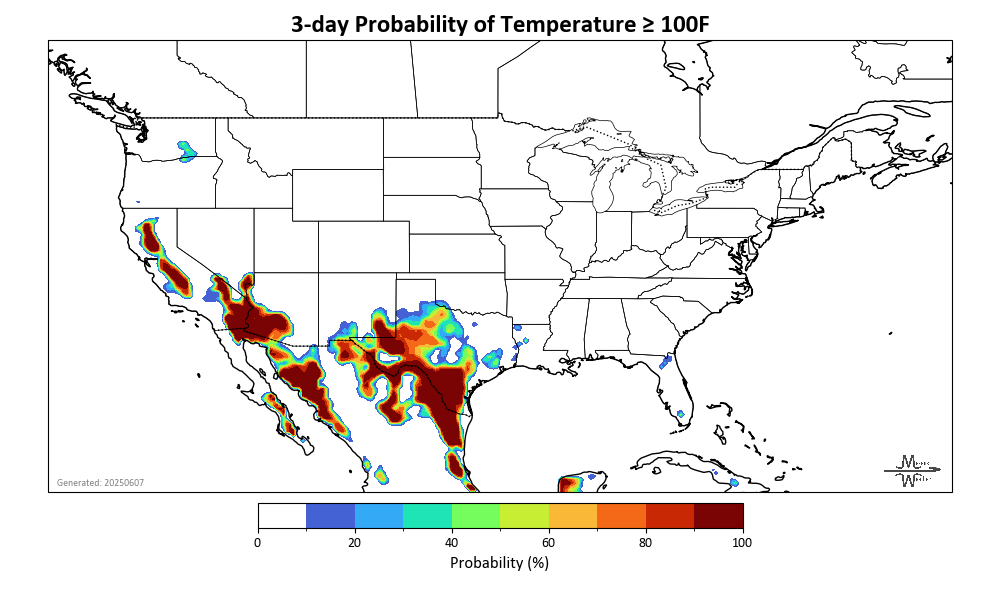 3-day Probability of Temperature ≥ 100F
Generated: 20250607
0 20 40 60 80 100
Probability (%)